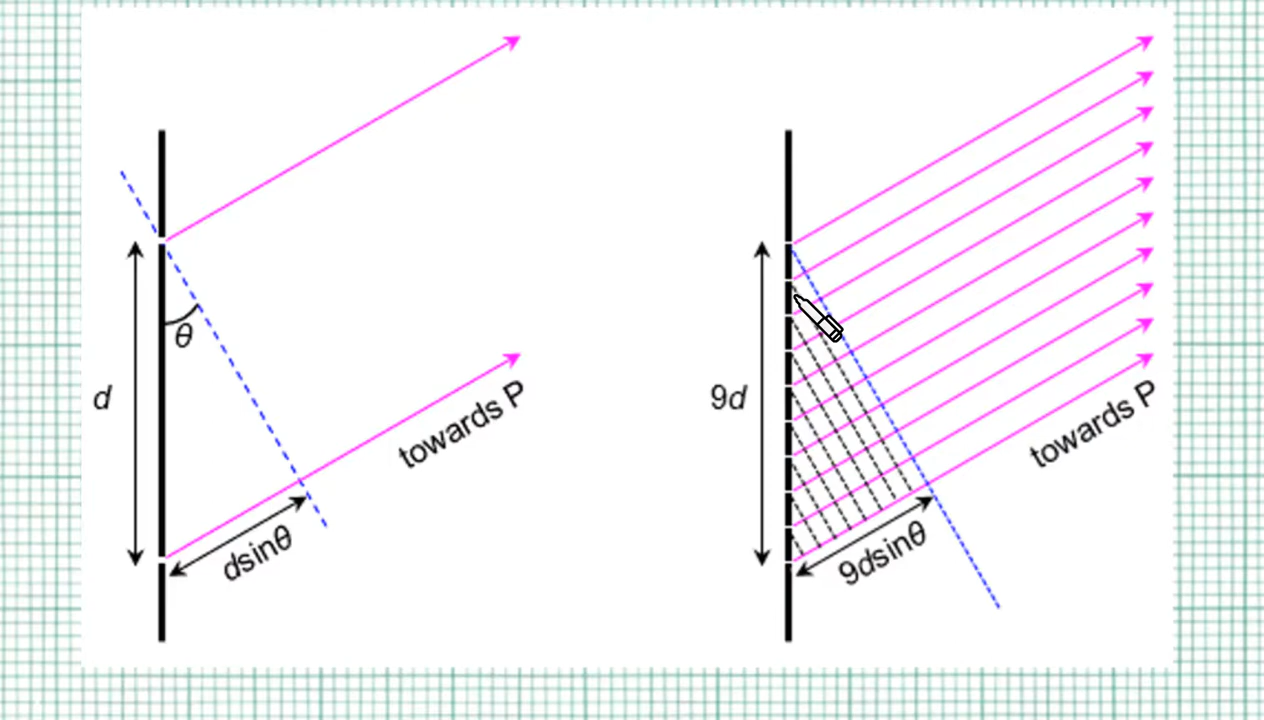 θ
d
towards P
dsinθ
9d
towards P
9dsinθ